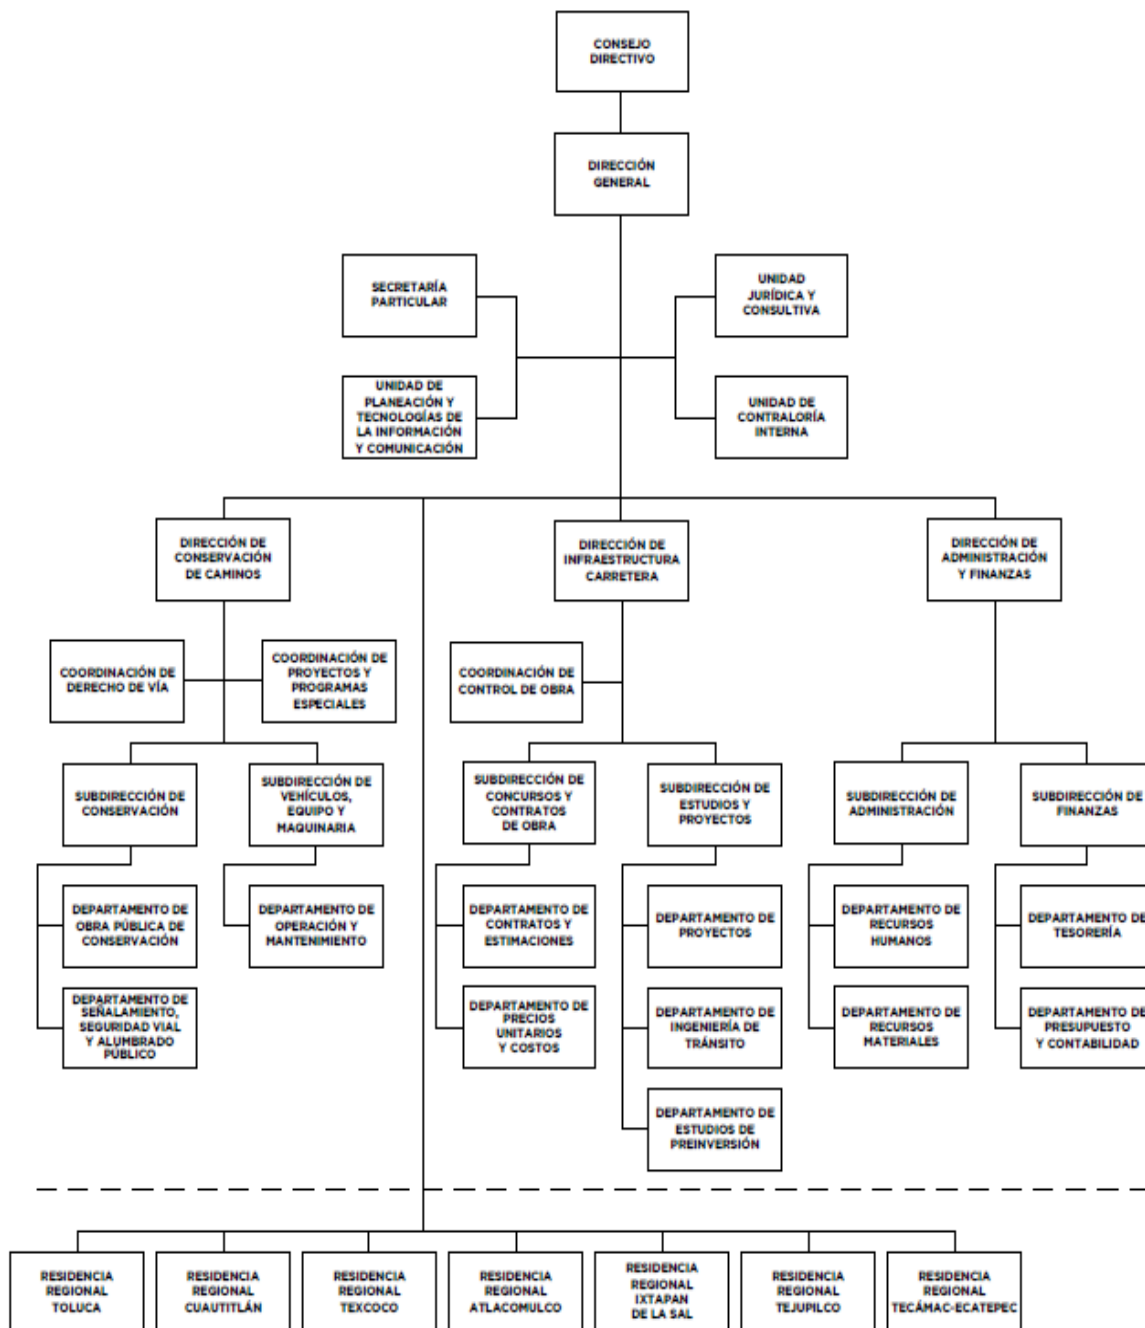 CONSEJO
DIRECTIVO
DIRECCIÓN
GENERAL
SECRETARÍA
PARTICULAR
UNIDAD
JURÍDICA Y
CONSULTIVA
UNIDAD DE
PLANEACIÓN Y
TECNOLOGÍAS DE
LA INFORMACIÓN
Y COMUNICACIÓN
UNIDAD DE
CONTRALORÍA
INTERNA
DIRECCIÓN DE
CONSERVACIÓN
DE CAMINOS
DIRECCIÓN DE
INFRAESTRUCTURA
CARRETERA
DIRECCIÓN DE
ADMINISTRACIÓN
Y FINANZAS
COORDINACIÓN DE
DERECHO DE VÍA
COORDINACIÓN DE
PROYECTOS Y
PROGRAMAS
ESPECIALES
COORDINACIÓN DE
CONTROL DE OBRA
SUBDIRECCIÓN DE
CONSERVACIÓN
SUBDIRECCIÓN DE
VEHÍCULOS,
EQUIPO Y
MAQUINARIA
SUBDIRECCIÓN DE
CONCURSOS Y
CONTRATOS
DE OBRA
SUBDIRECCIÓN DE
ESTUDIOS Y
PROYECTOS
SUBDIRECCIÓN DE
ADMINISTRACIÓN
SUBDIRECCIÓN DE
FINANZAS
DEPARTAMENTO DE
OBRA PÚBLICA DE
CONSERVACIÓN
DEPARTAMENTO DE
OPERACIÓN Y
MANTENIMIENTO
DEPARTAMENTO DE
CONTRATOS Y
ESTIMACIONES
DEPARTAMENTO DE
PROYECTOS
DEPARTAMENTO DE
RECURSOS
HUMANOS
DEPARTAMENTO DE
TESORERÍA
DEPARTAMENTO DE
SEÑALAMIENTO,
SEGURIDAD VIAL
Y ALUMBRADO
PÚBLICO
DEPARTAMENTO DE
PRECIOS
UNITARIOS
Y COSTOS
DEPARTAMENTO DE
INGENIERÍA DE
TRÁNSITO
DEPARTAMENTO DE
RECURSOS
MATERIALES
DEPARTAMENTO DE
PRESUPUESTO
Y CONTABILIDAD
DEPARTAMENTO DE
ESTUDIOS DE
PREINVERSIÓN
RESIDENCIA
REGIONAL
TOLUCA
RESIDENCIA
REGIONAL
CUAUTITLÁN
RESIDENCIA
REGIONAL
TEXCOCO
RESIDENCIA
REGIONAL
ATLACOMULCO
RESIDENCIA
REGIONAL
IXTAPAN
DE LA SAL
RESIDENCIA
REGIONAL
TEJUPILCO
RESIDENCIA
REGIONAL
TECÁMAC-ECATEPEC